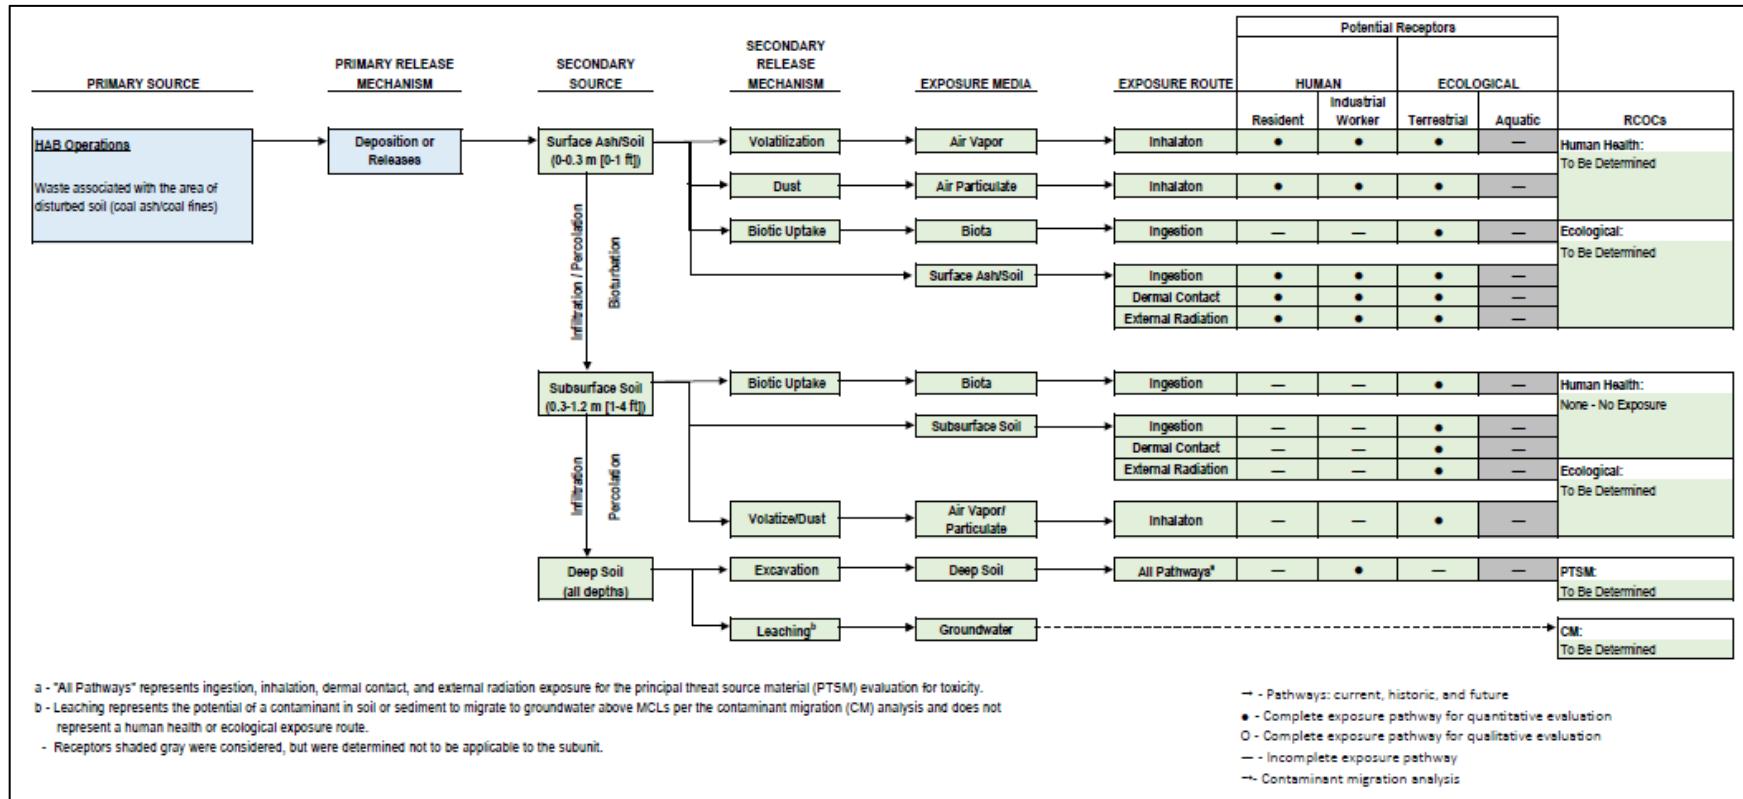 Potential Receptors
PRIMARY SOURCE
PRIMARY RELEASE
MECHANISM
SECONDARY
SOURCE
SECONDARY
RELEASE
MECHANISM
EXPOSURE MEDIA
EXPOSURE ROUTE
HUMAN
ECOLOGICAL
Resident
Industrial
Worker
Terrestrial
Aquatic
RCOCs
HAB Operations
Waste associated with the area of
disturbed soil (coal ash/coal fines)
Deposition or
Releases
Surface Ash/Soil
(0-0.3 m [0-1 ft])
Volatilization
Air Vapor
Inhalaton
● ● ● —
Human Health:
To Be Determined
Dust
Air Particulate
Inhalaton
● ● ● —
Biotic Uptake
Biota
Ingestion
— — ● —
Ecological:
To Be Determined
Surface Ash/Soil
Ingestion
● ● ● —
Dermal Contact
● ● ● —
External Radiation
● ● ● —
Infiltration / Percolation
Bioturbation
Subsurface Soil
(0.3-1.2 m [1-4 ft])
Biotic Uptake
Biota
Ingestion
— — ● —
Human Health:
None - No Exposure
Subsurface Soil
Ingestion
— — ● —
Dermal Contact
— — ● —
External Radiation
— — ● —
Ecological:
To Be Determined
Infiltration
Percolation
Volatize/Dust
Air Vapor/
Particulate
Inhalaton
— — ● —
Deep Soil
(all depths)
Excavation
Deep Soil
All Pathwaysᵃ
— ● — —
PTSM:
To Be Determined
Leachingᵇ
Groundwater
CM:
To Be Determined
a - "All Pathways" represents ingestion, inhalation, dermal contact, and external radiation exposure for the principal threat source material (PTSM) evaluation for toxicity.
b - Leaching represents the potential of a contaminant in soil or sediment to migrate to groundwater above MCLs per the contaminant migration (CM) analysis and does not
represent a human health or ecological exposure route.
- Receptors shaded gray were considered, but were determined not to be applicable to the subunit.
→ - Pathways: current, historic, and future
● - Complete exposure pathway for quantitative evaluation
O - Complete exposure pathway for qualitative evaluation
— - Incomplete exposure pathway
⇢ - Contaminant migration analysis